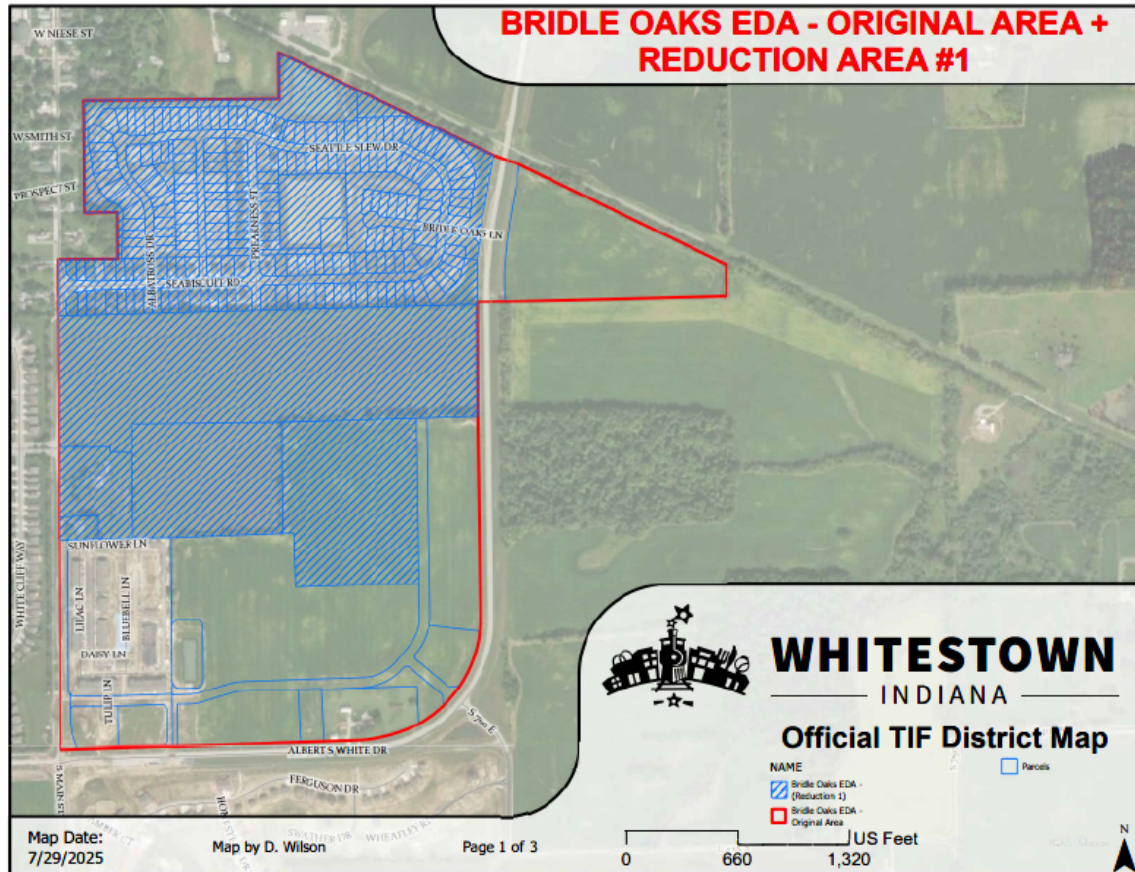 BRIDLE OAKS EDA - ORIGINAL AREA +
REDUCTION AREA #1
W NIESE ST
W SMITH ST
PROSPECT ST
SEATTLE SLEW DR
PREAKNESS ST
BRIDLE OAKS LN
ALBATROSS DR
SEABISCUIT RD
WHITE CLIFF WAY
SUNFLOWER LN
LILAC LN
BLUEBELL LN
DAISY LN
TULIP LN
S 700 E
ALBERT S WHITE DR
S MAIN ST
FERGUSON DR
SWATHER DR
WHEATLEY RD
WHITESTOWN
INDIANA
Official TIF District Map
NAME
Bridle Oaks EDA -
(Reduction 1)
Bridle Oaks EDA -
Original Area
Parcels
Map Date:
7/29/2025
Map by D. Wilson
Page 1 of 3
US Feet
0 660 1,320
N